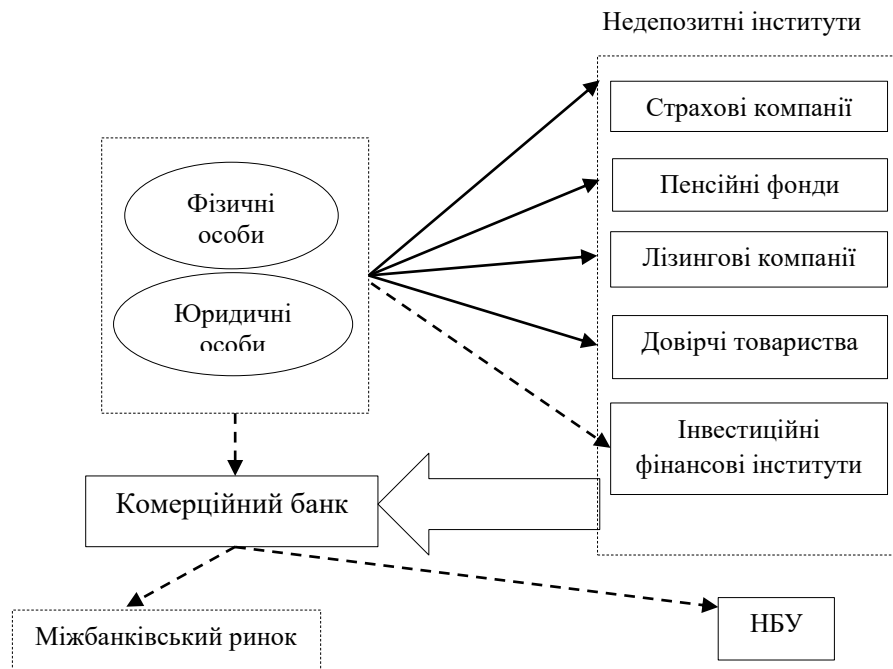 Недепозитні інститути
Страхові компанії
Пенсійні фонди
Фізичні
особи
Лізингові компанії
Юридичні
особи
Довірчі товариства
Інвестиційні
фінансові інститути
Комерційний банк
НБУ
Міжбанківський ринок